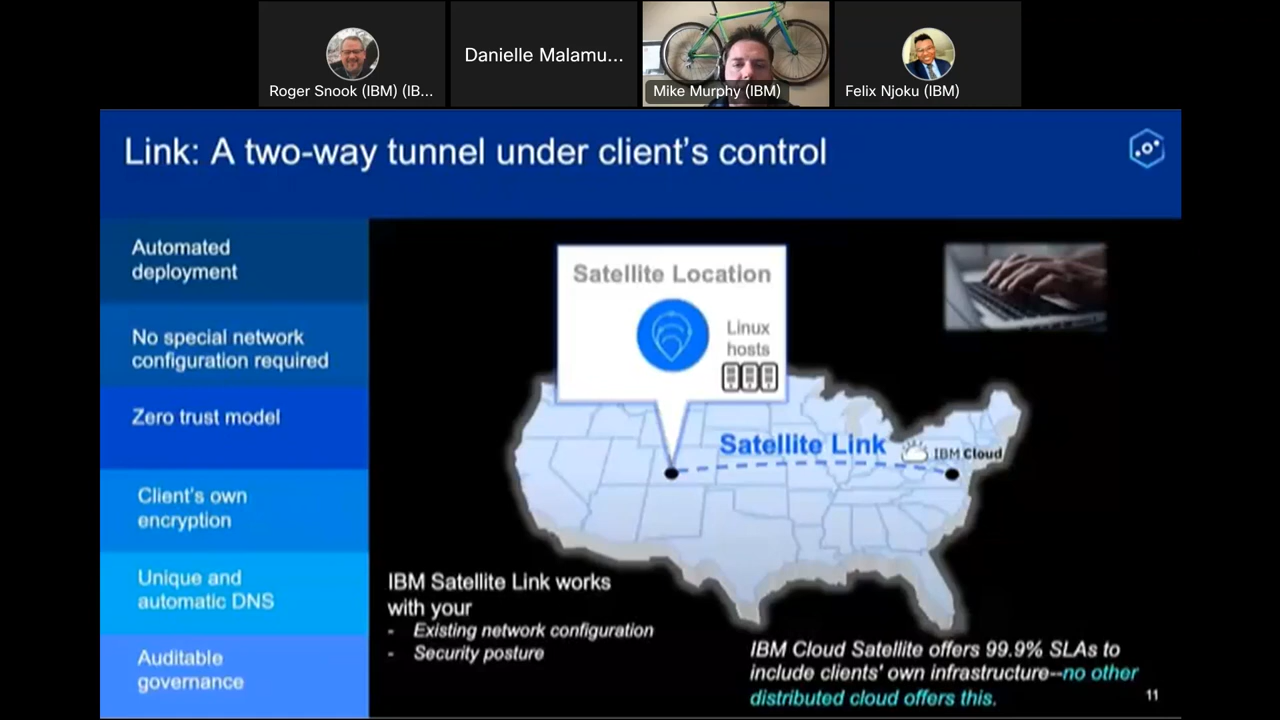 Roger Snook (IBM) (IB...
Danielle Malamu...
Mike Murphy (IBM)
Felix Njoku (IBM)
Link: A two-way tunnel under client's control
Automated
deployment
No special network
configuration required
Zero trust model
Client's own
encryption
Unique and
automatic DNS
Auditable
governance
Satellite Location
Linux
hosts
Satellite Link
IBM Cloud
IBM Satellite Link works
with your
- Existing network configuration
- Security posture
IBM Cloud Satellite offers 99.9% SLAs to
include clients' own infrastructure--no other
distributed cloud offers this.
11